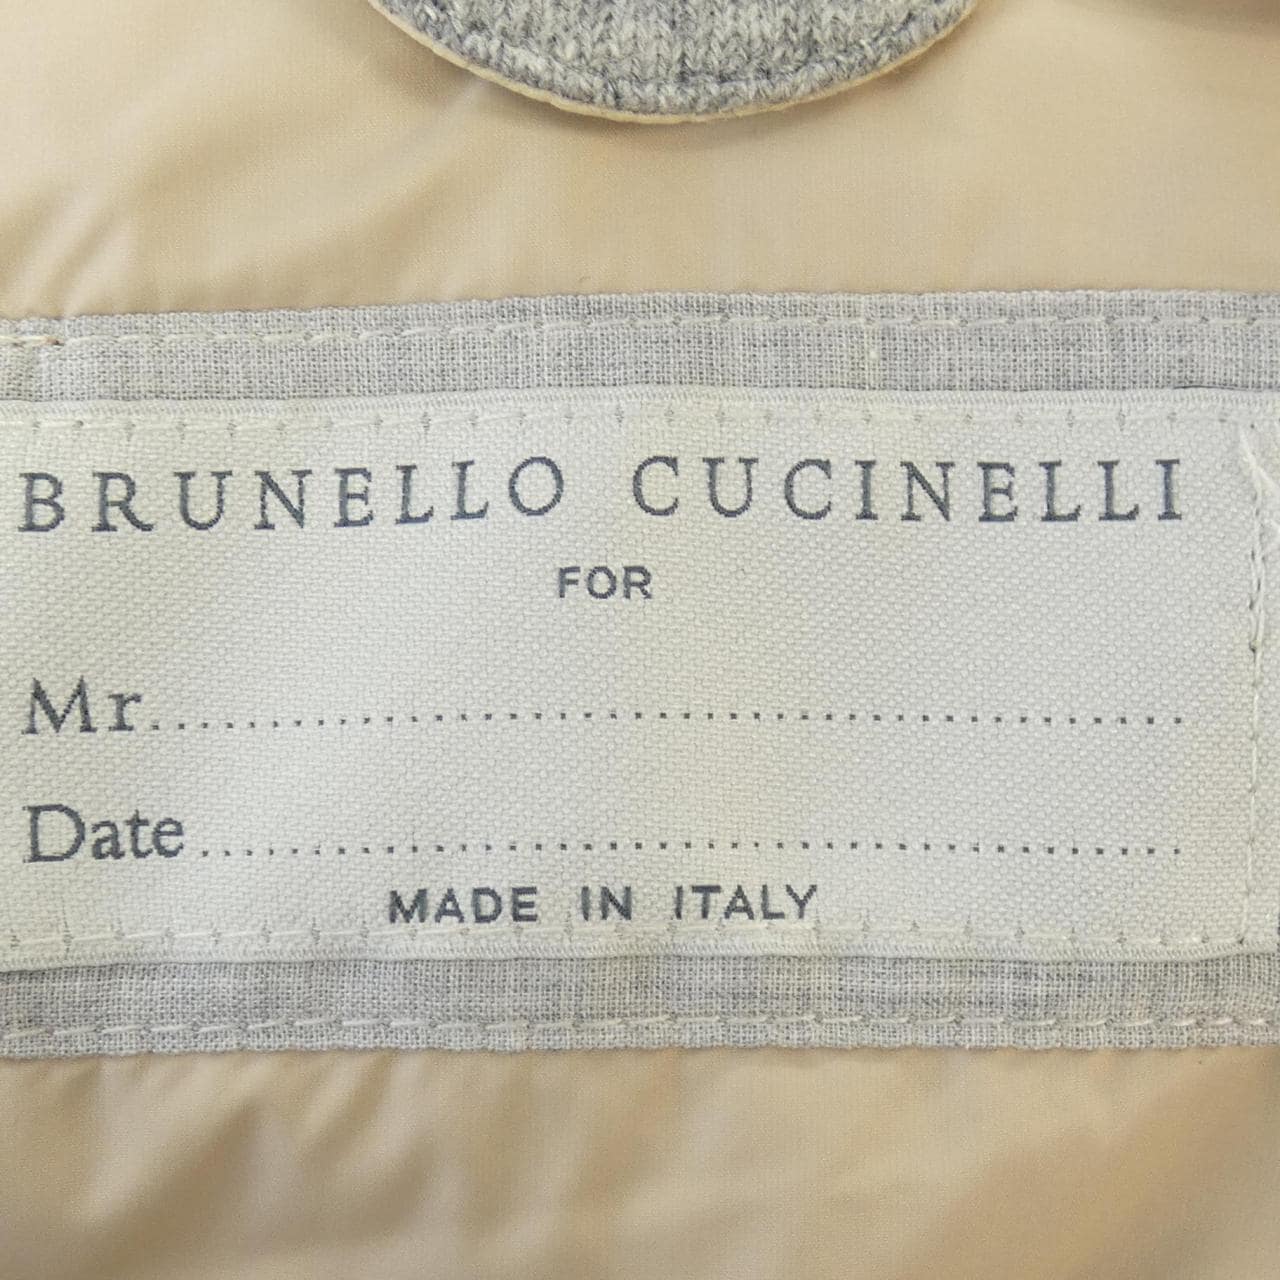 BRUNELLO CUCINELLI
FOR
Mr..........................................................
Date.......................................................
MADE IN ITALY